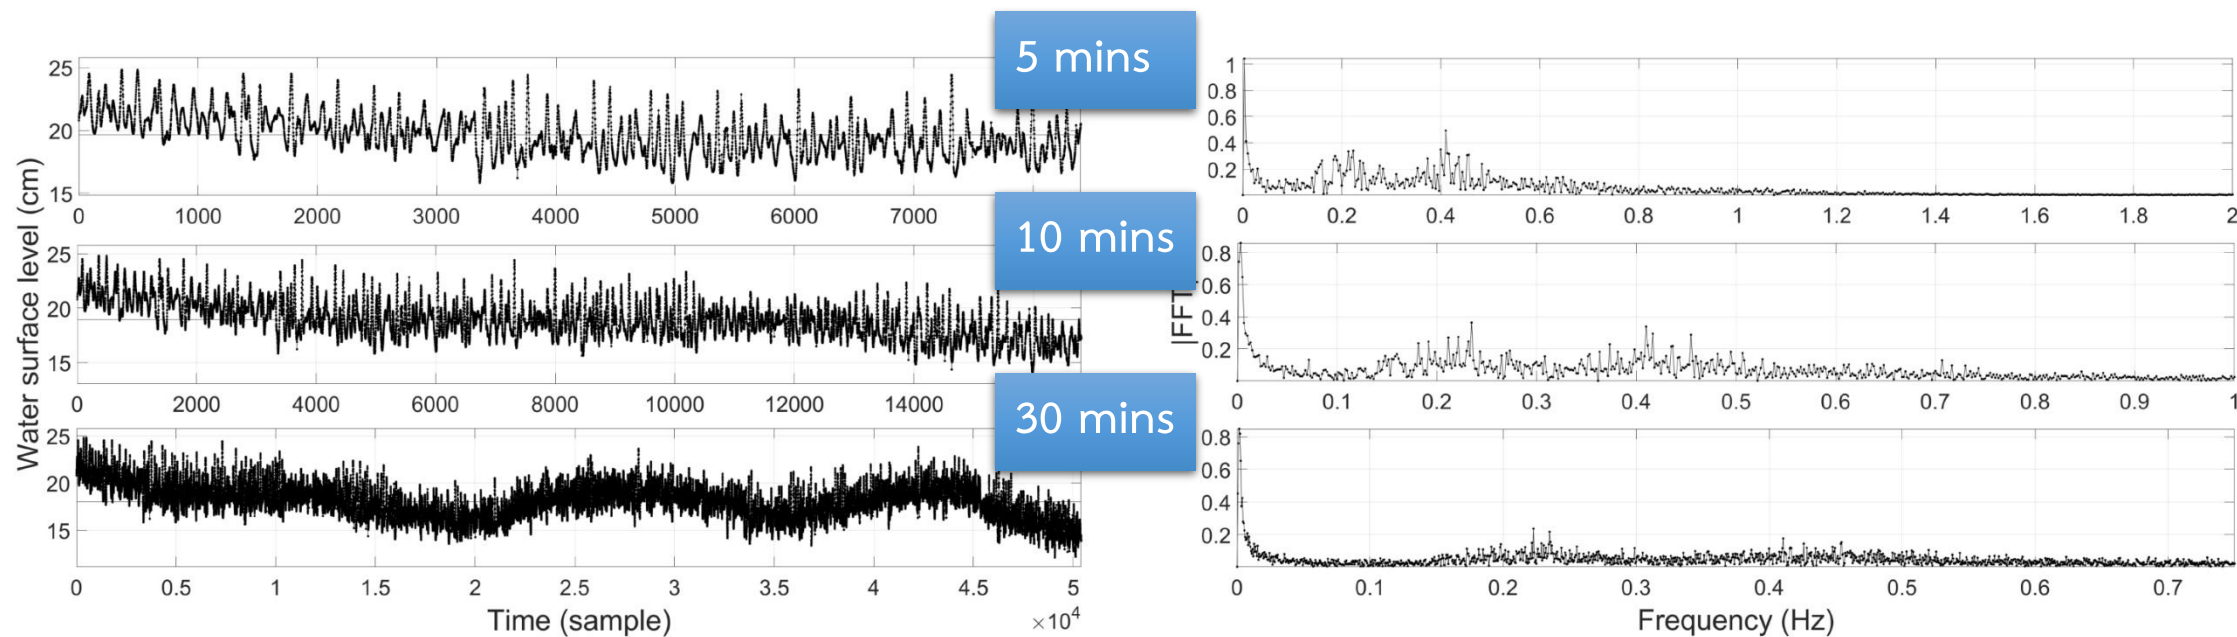 5 mins
25
20
15
0 1000 2000 3000 4000 5000 6000 7000
1
0.8
0.6
0.4
0.2
0 0.2 0.4 0.6 0.8 1 1.2 1.4 1.6 1.8 2
10 mins
25
20
15
0 2000 4000 6000 8000 10000 12000 14000
0.8
0.6
0.4
0.2
0 0.1 0.2 0.3 0.4 0.5 0.6 0.7 0.8 0.9 1
30 mins
25
20
15
0 0.5 1 1.5 2 2.5 3 3.5 4 4.5 5
×10⁴
0.8
0.6
0.4
0.2
0 0.1 0.2 0.3 0.4 0.5 0.6 0.7
Water surface level (cm)
Time (sample)
|FFT
Frequency (Hz)